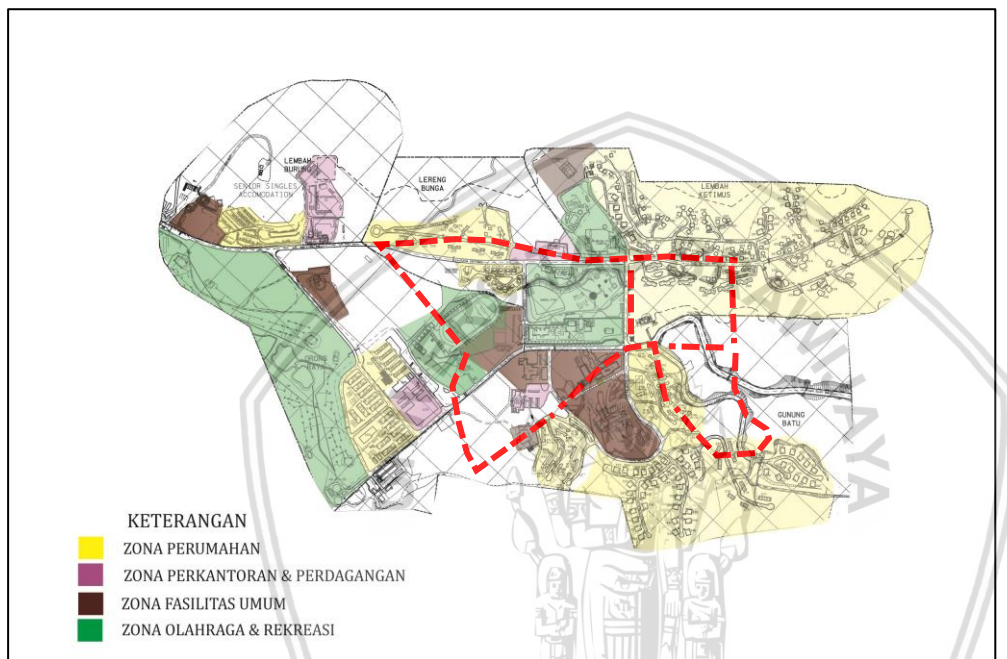 LEMBAH
BURUNG
SENIOR SINGLES
ACCOMODATION
LERENG
BUNGA
LEMBAH
KETIMUS
GUNUNG
BATU
AWIJAYA
KETERANGAN
ZONA PERUMAHAN
ZONA PERKANTORAN & PERDAGANGAN
ZONA FASILITAS UMUM
ZONA OLAHRAGA & REKREASI